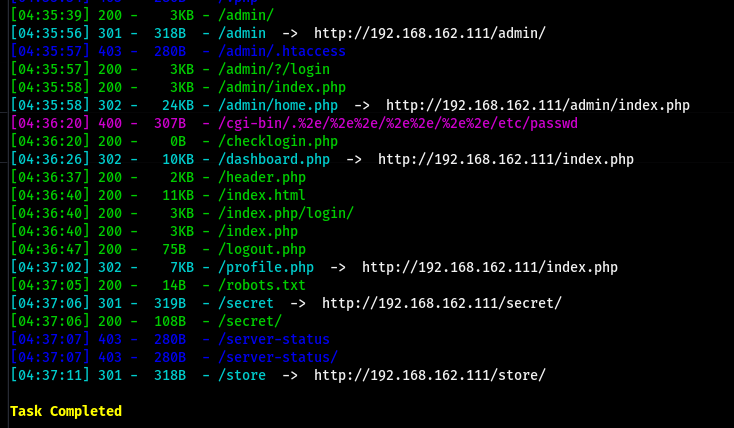 [04:35:39] 200 -    3KB - /admin/
[04:35:56] 301 -  318B  - /admin  ->  http://192.168.162.111/admin/
[04:35:57] 403 -  280B  - /admin/.htaccess
[04:35:57] 200 -    3KB - /admin/?/login
[04:35:58] 200 -    3KB - /admin/index.php
[04:35:58] 302 -   24KB - /admin/home.php  ->  http://192.168.162.111/admin/index.php
[04:36:20] 400 -  307B  - /cgi-bin/.%2e/%2e%2e/%2e%2e/%2e%2e/etc/passwd
[04:36:20] 200 -    0B  - /checklogin.php
[04:36:26] 302 -   10KB - /dashboard.php  ->  http://192.168.162.111/index.php
[04:36:37] 200 -    2KB - /header.php
[04:36:40] 200 -   11KB - /index.html
[04:36:40] 200 -    3KB - /index.php/login/
[04:36:40] 200 -    3KB - /index.php
[04:36:47] 200 -   75B  - /logout.php
[04:37:02] 302 -    7KB - /profile.php  ->  http://192.168.162.111/index.php
[04:37:05] 200 -   14B  - /robots.txt
[04:37:06] 301 -  319B  - /secret  ->  http://192.168.162.111/secret/
[04:37:06] 200 -  108B  - /secret/
[04:37:07] 403 -  280B  - /server-status
[04:37:07] 403 -  280B  - /server-status/
[04:37:11] 301 -  318B  - /store  ->  http://192.168.162.111/store/
Task Completed